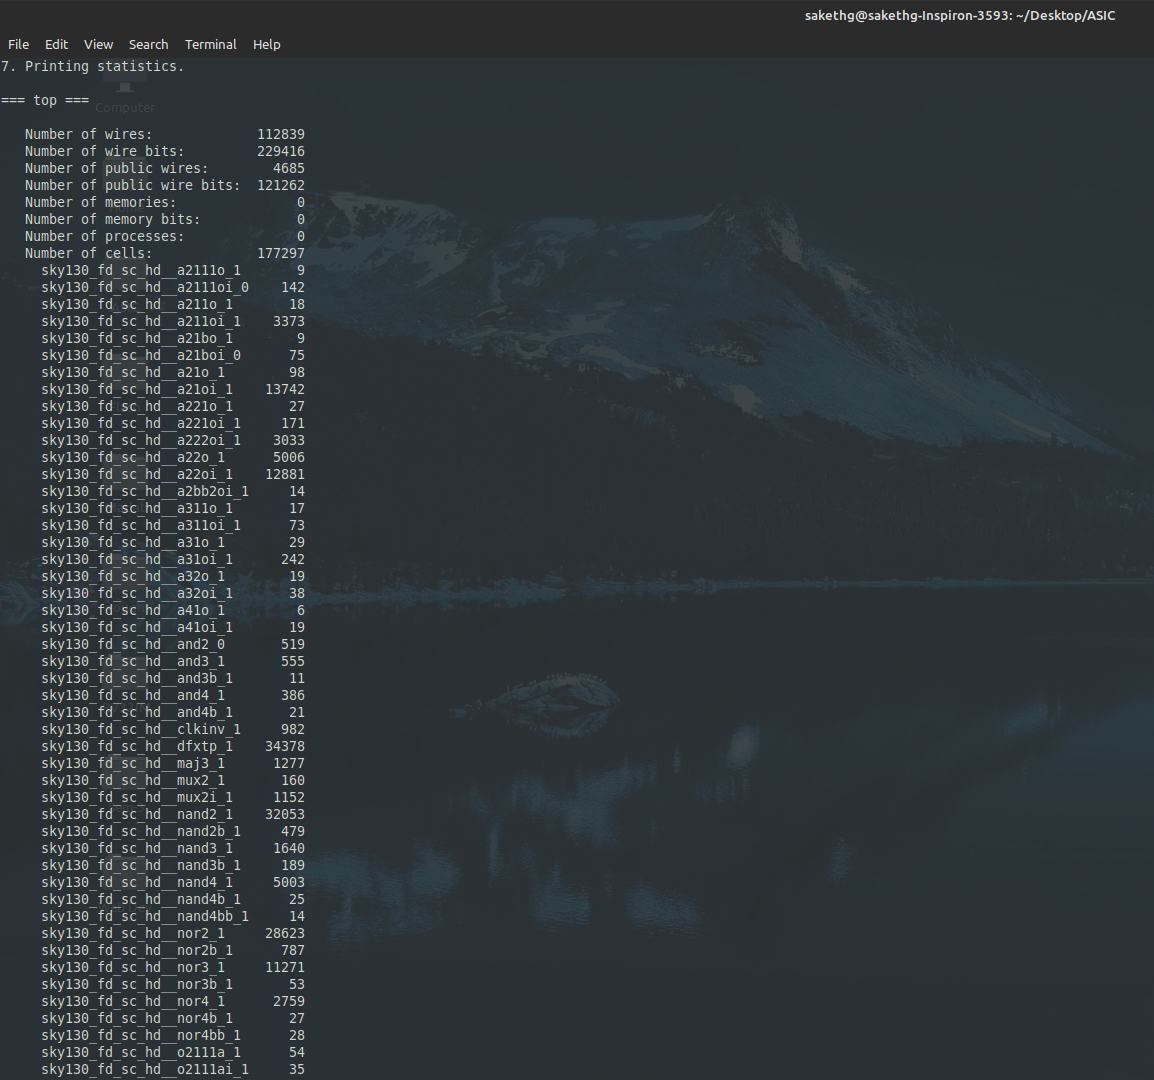 sakethg@sakethg-Inspiron-3593: ~/Desktop/ASIC
File Edit View Search Terminal Help
7. Printing statistics.
=== top ===
Computer
Number of wires: 112839
Number of wire bits: 229416
Number of public wires: 4685
Number of public wire bits: 121262
Number of memories: 0
Number of memory bits: 0
Number of processes: 0
Number of cells: 177297
sky130_fd_sc_hd__a2111o_1 9
sky130_fd_sc_hd__a2111oi_0 142
sky130_fd_sc_hd__a211o_1 18
sky130_fd_sc_hd__a211oi_1 3373
sky130_fd_sc_hd__a21bo_1 9
sky130_fd_sc_hd__a21boi_0 75
sky130_fd_sc_hd__a21o_1 98
sky130_fd_sc_hd__a21oi_1 13742
sky130_fd_sc_hd__a221o_1 27
sky130_fd_sc_hd__a221oi_1 171
sky130_fd_sc_hd__a222oi_1 3033
sky130_fd_sc_hd__a22o_1 5006
sky130_fd_sc_hd__a22oi_1 12881
sky130_fd_sc_hd__a2bb2oi_1 14
sky130_fd_sc_hd__a311o_1 17
sky130_fd_sc_hd__a311oi_1 73
sky130_fd_sc_hd__a31o_1 29
sky130_fd_sc_hd__a31oi_1 242
sky130_fd_sc_hd__a32o_1 19
sky130_fd_sc_hd__a32oi_1 38
sky130_fd_sc_hd__a41o_1 6
sky130_fd_sc_hd__a41oi_1 19
sky130_fd_sc_hd__and2_0 519
sky130_fd_sc_hd__and3_1 555
sky130_fd_sc_hd__and3b_1 11
sky130_fd_sc_hd__and4_1 386
sky130_fd_sc_hd__and4b_1 21
sky130_fd_sc_hd__clkinv_1 982
sky130_fd_sc_hd__dfxtp_1 34378
sky130_fd_sc_hd__maj3_1 1277
sky130_fd_sc_hd__mux2_1 160
sky130_fd_sc_hd__mux2i_1 1152
sky130_fd_sc_hd__nand2_1 32053
sky130_fd_sc_hd__nand2b_1 479
sky130_fd_sc_hd__nand3_1 1640
sky130_fd_sc_hd__nand3b_1 189
sky130_fd_sc_hd__nand4_1 5003
sky130_fd_sc_hd__nand4b_1 25
sky130_fd_sc_hd__nand4bb_1 14
sky130_fd_sc_hd__nor2_1 28623
sky130_fd_sc_hd__nor2b_1 787
sky130_fd_sc_hd__nor3_1 11271
sky130_fd_sc_hd__nor3b_1 53
sky130_fd_sc_hd__nor4_1 2759
sky130_fd_sc_hd__nor4b_1 27
sky130_fd_sc_hd__nor4bb_1 28
sky130_fd_sc_hd__o2111a_1 54
sky130_fd_sc_hd__o2111ai_1 35